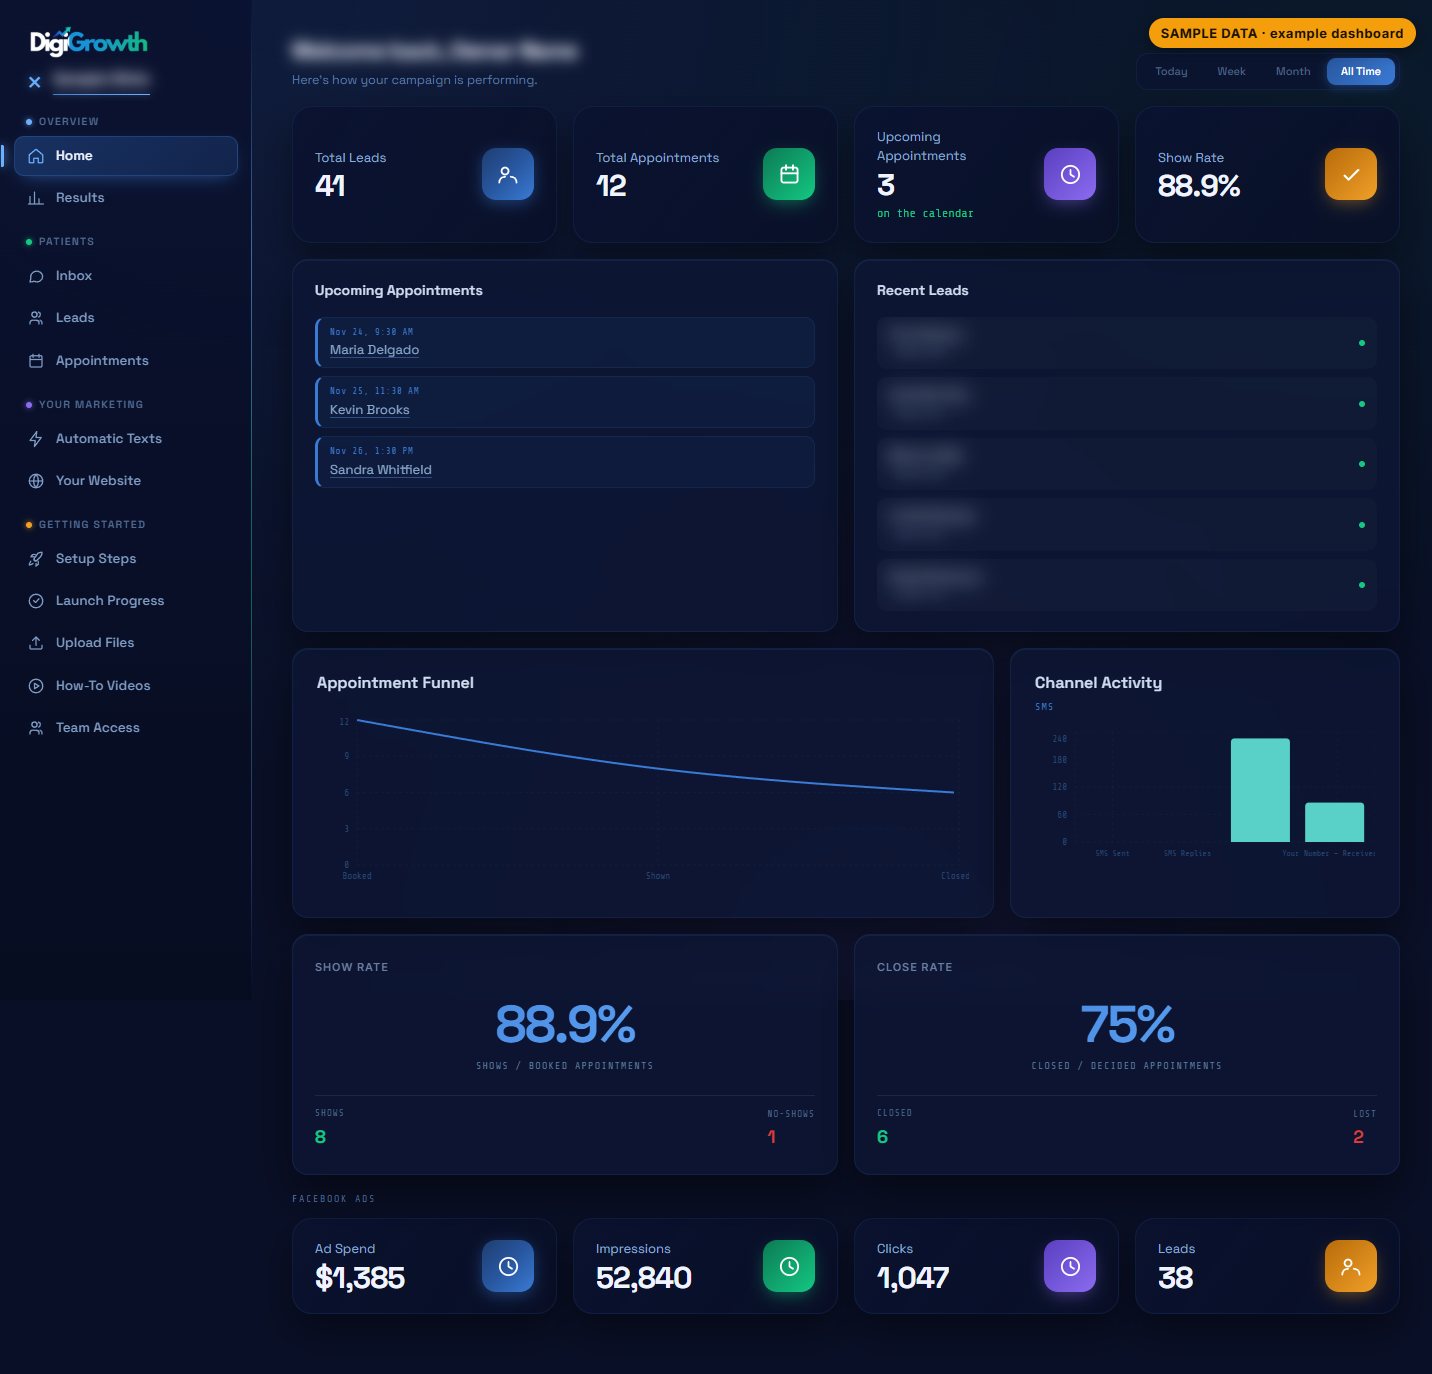 DigiGrowth
SAMPLE DATA · example dashboard
Here's how your campaign is performing.
Today
Week
Month
All Time
OVERVIEW
Home
Results
PATIENTS
Inbox
Leads
Appointments
YOUR MARKETING
Automatic Texts
Your Website
GETTING STARTED
Setup Steps
Launch Progress
Upload Files
How-To Videos
Team Access
Total Leads
41
Total Appointments
12
Upcoming
Appointments
3
on the calendar
Show Rate
88.9%
Upcoming Appointments
Nov 24, 9:30 AM
Maria Delgado
Nov 25, 11:30 AM
Kevin Brooks
Nov 26, 1:30 PM
Sandra Whitfield
Recent Leads
Appointment Funnel
12
9
6
3
0
Booked
Shown
Closed
Channel Activity
SMS
240
180
120
60
0
SMS Sent
SMS Replies
Your Number – Receive
SHOW RATE
88.9%
SHOWS / BOOKED APPOINTMENTS
SHOWS
NO-SHOWS
8
1
CLOSE RATE
75%
CLOSED / DECIDED APPOINTMENTS
CLOSED
LOST
6
2
FACEBOOK ADS
Ad Spend
$1,385
Impressions
52,840
Clicks
1,047
Leads
38